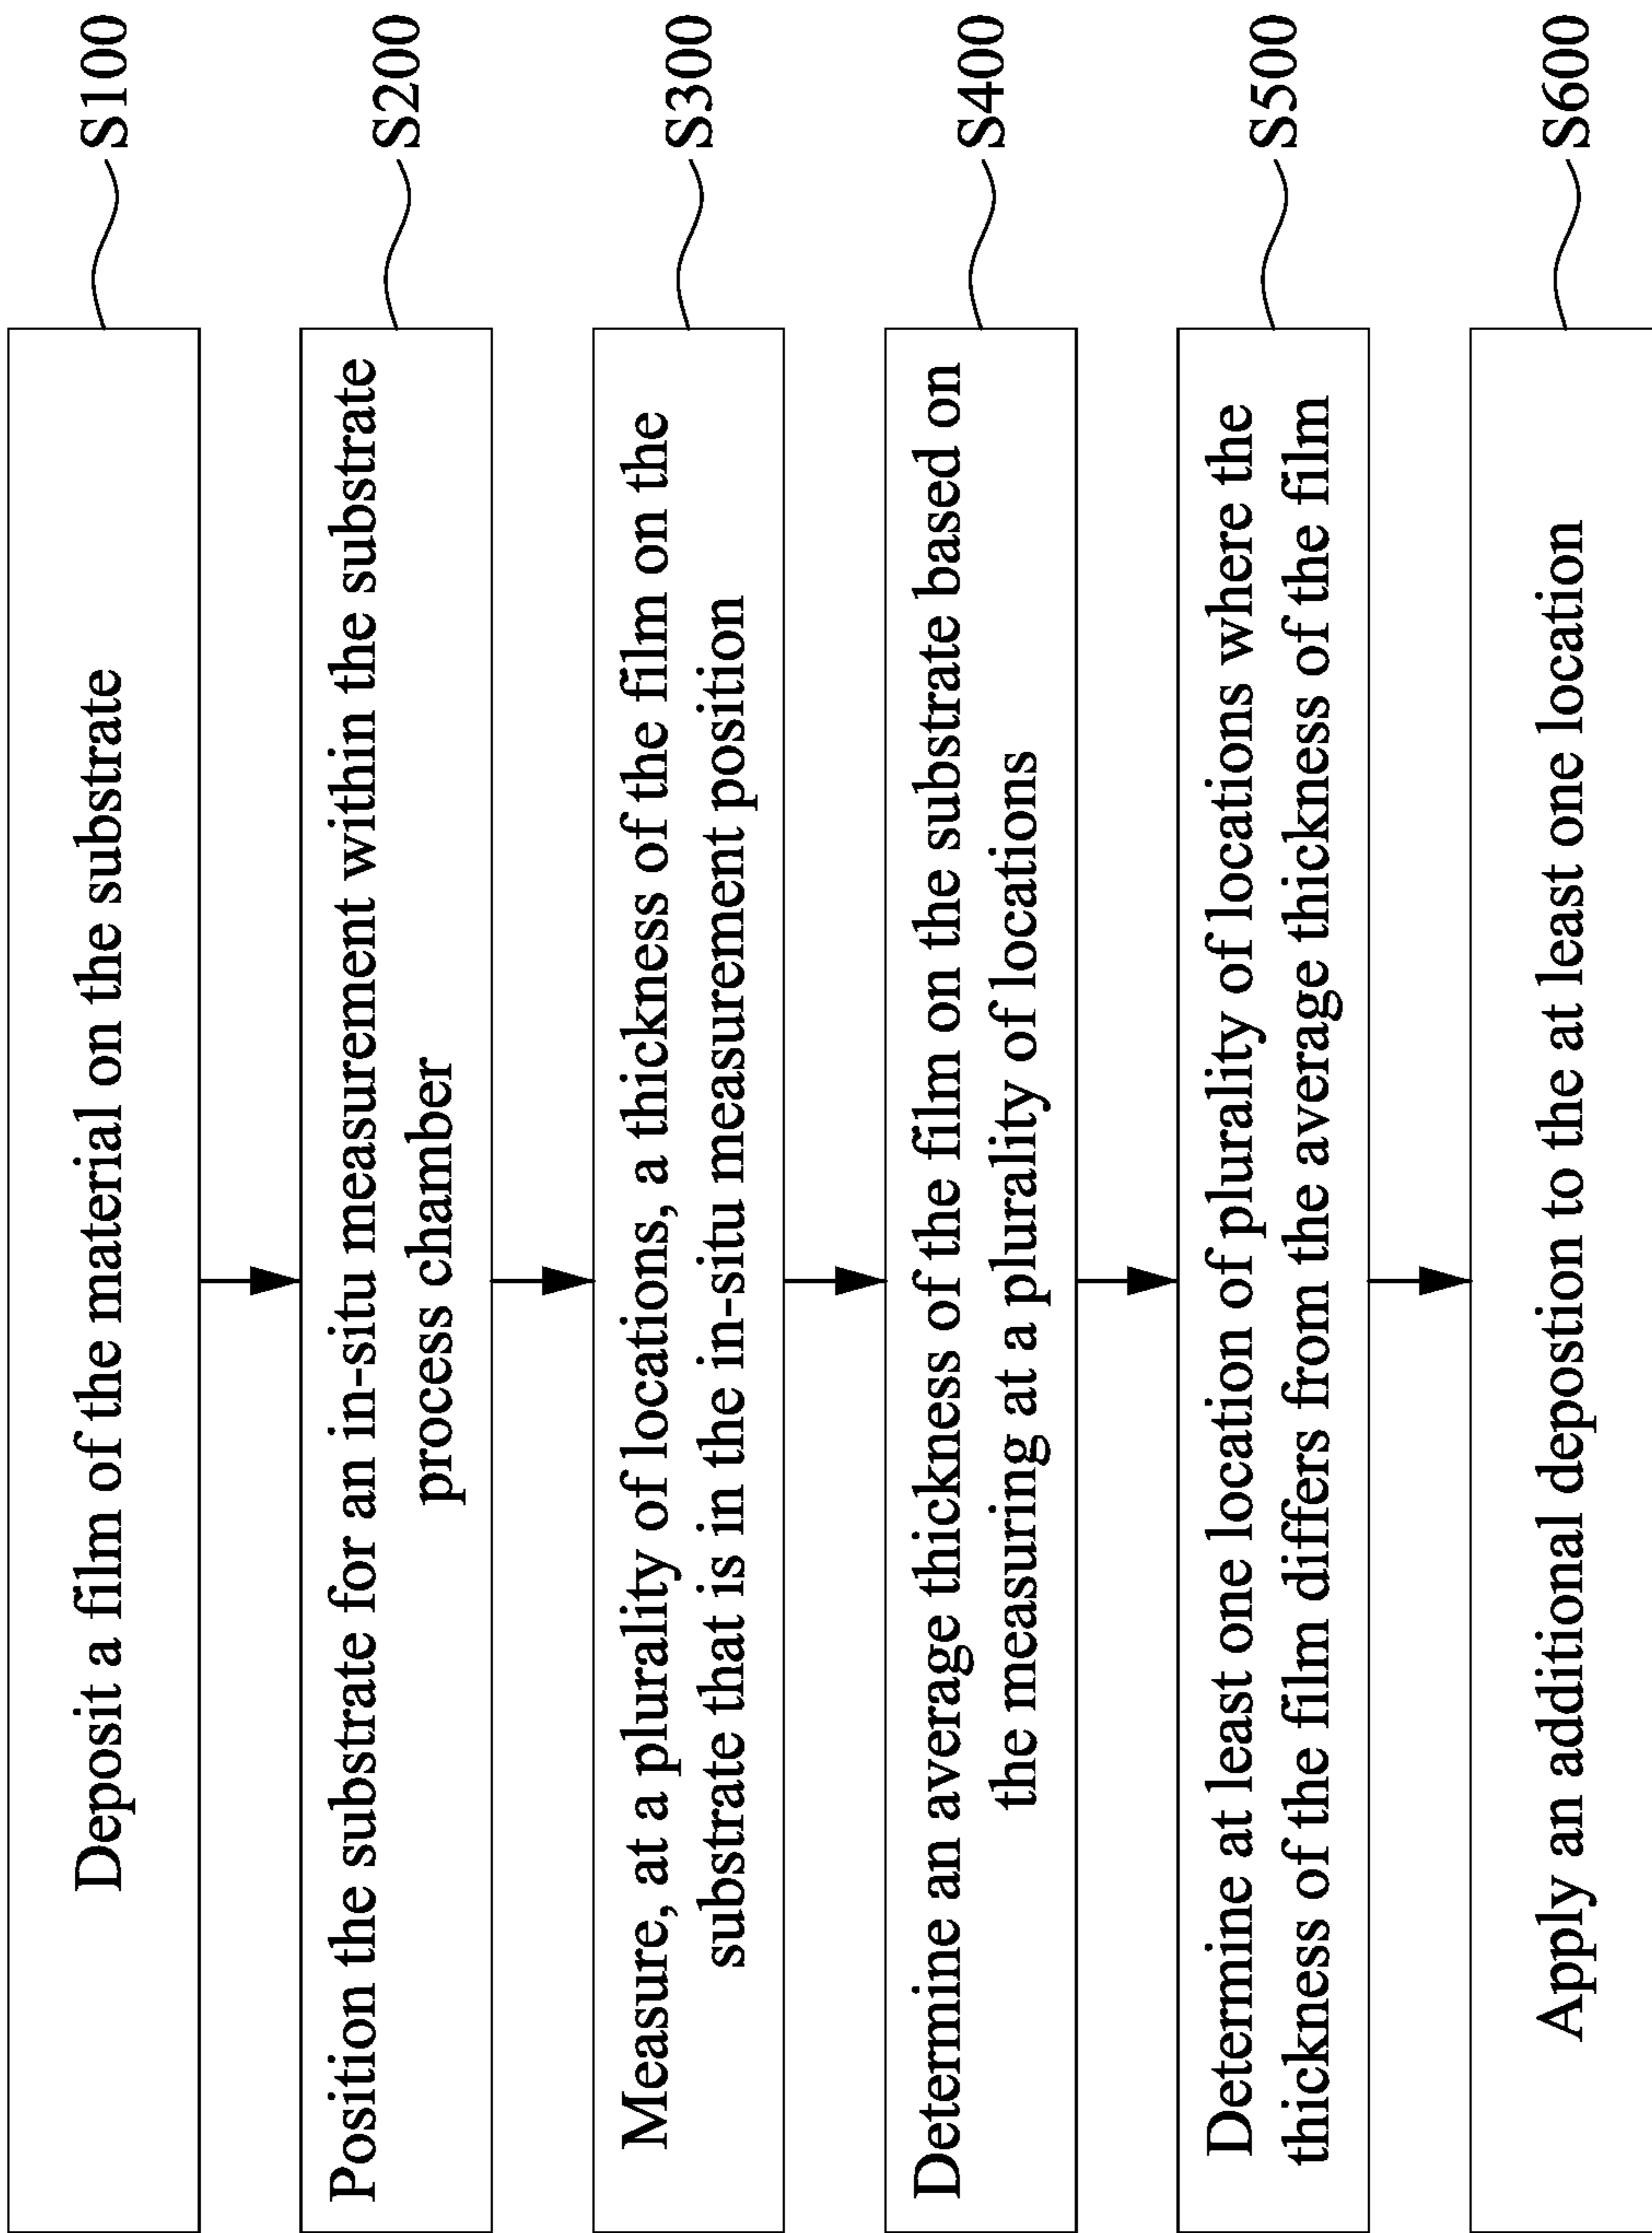 Deposit a film of the material on the substrate
S100
Position the substrate for an in-situ measurement within the substrate
process chamber
S200
Measure, at a plurality of locations, a thickness of the film on the
substrate that is in the in-situ measurement position
S300
Determine an average thickness of the film on the substrate based on
the measuring at a plurality of locations
S400
Determine at least one location of plurality of locations where the
thickness of the film differs from the average thickness of the film
S500
Apply an additional depostion to the at least one location
S600